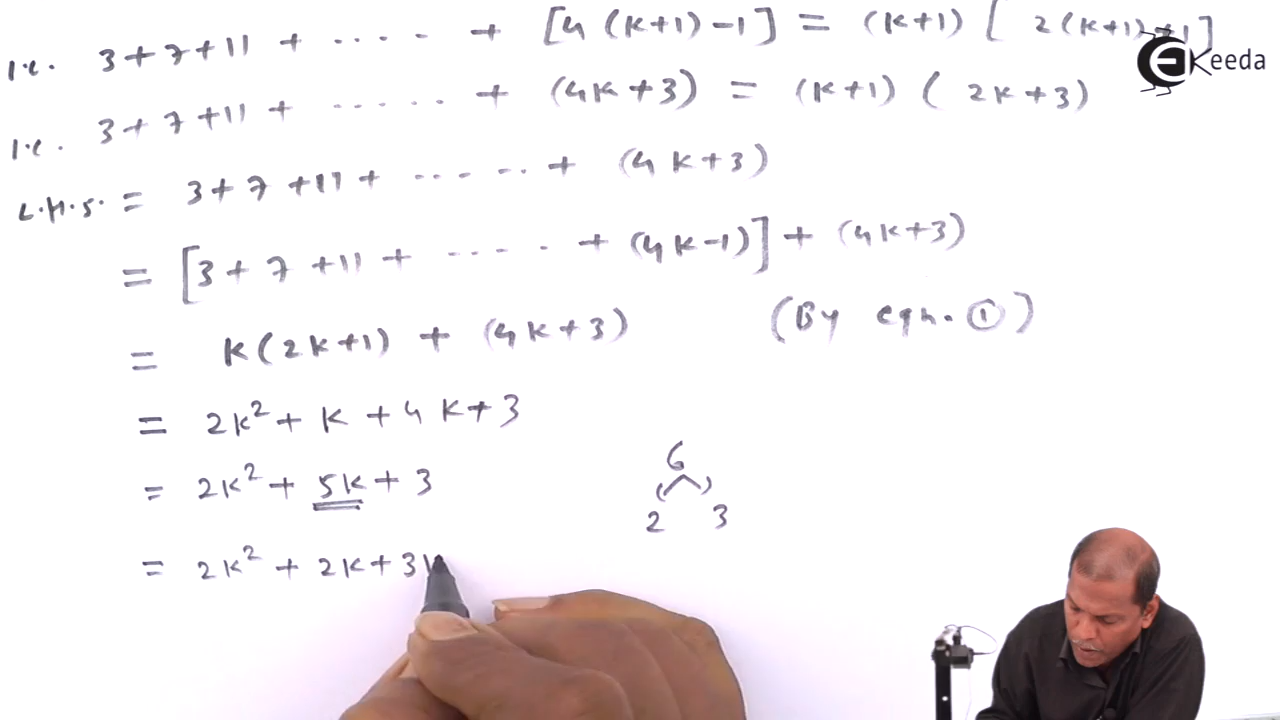 i.e. 3+7+11 + ..... + [4(k+1)-1] = (k+1) [ 2(k+1)+1]
Keeda
i.e. 3+7+11 + ...... + (4k+3) = (k+1) ( 2k+3)
L.H.S. = 3+7+11+ ...... + (4k+3)
= [3+7+11+ ..... + (4k-1)] + (4k+3)
= k(2k+1) + (4k+3) (By eqn. ①)
= 2k²+ k + 4k+3
= 2k²+ 5k + 3
6
2 3
= 2k² + 2k+3k